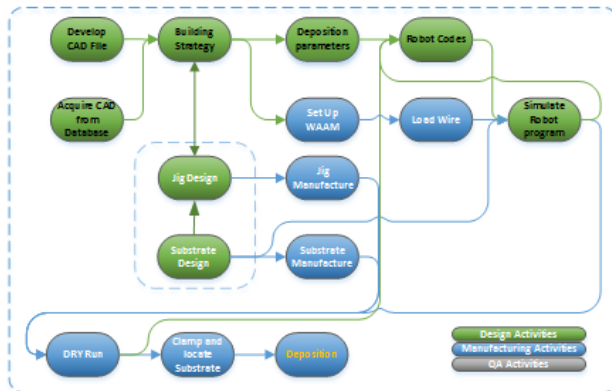 Develop
CAD File
Building
Strategy
Deposition
parameters
Robot Codes
Acquire CAD
from
Database
Set Up
WAAM
Load Wire
Simulate
Robot
program
Jig Design
Jig
Manufacture
Substrate
Design
Substrate
Manufacture
DRY Run
Clamp and
locate
Substrate
Deposition
Design Activities
Manufacturing Activities
QA Activities